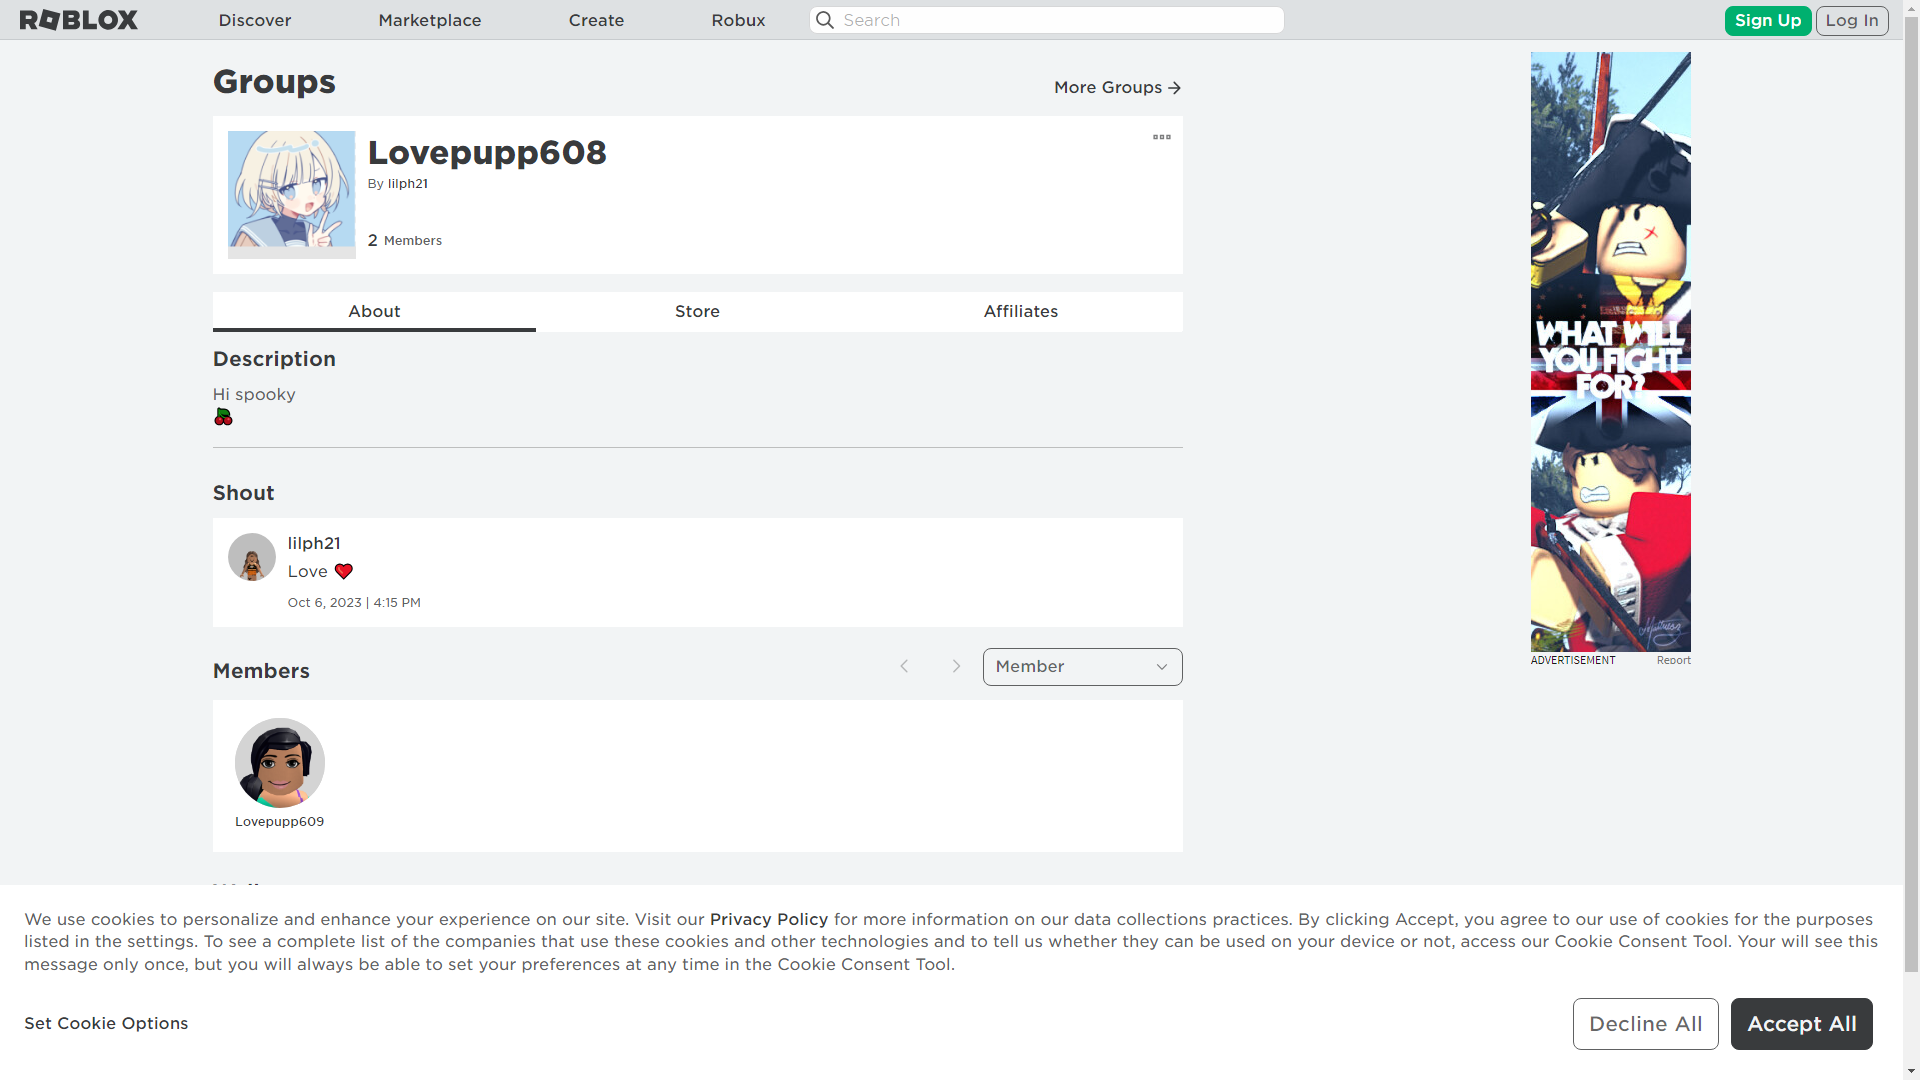 ROBLOX
Discover
Marketplace
Create
Robux
Search
Sign Up
Log In
Groups
More Groups
Lovepupp608
By lilph21
2 Members
About
Store
Affiliates
Description
Hi spooky
Shout
lilph21
Love
Oct 6, 2023 | 4:15 PM
Members
Member
Lovepupp609
WHAT WILL
YOU FIGHT
FOR?
ADVERTISEMENT
Report
We use cookies to personalize and enhance your experience on our site. Visit our Privacy Policy for more information on our data collections practices. By clicking Accept, you agree to our use of cookies for the purposes
listed in the settings. To see a complete list of the companies that use these cookies and other technologies and to tell us whether they can be used on your device or not, access our Cookie Consent Tool. Your will see this
message only once, but you will always be able to set your preferences at any time in the Cookie Consent Tool.
Set Cookie Options
Decline All
Accept All